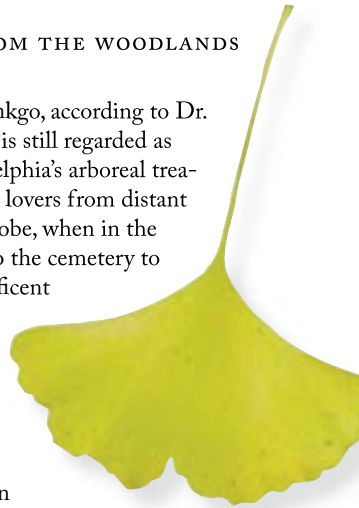 OM THE WOODLANDS
nkgo, according to Dr.
is still regarded as
elphia’s arboreal trea-
lovers from distant
obe, when in the
o the cemetery to
ficent
n